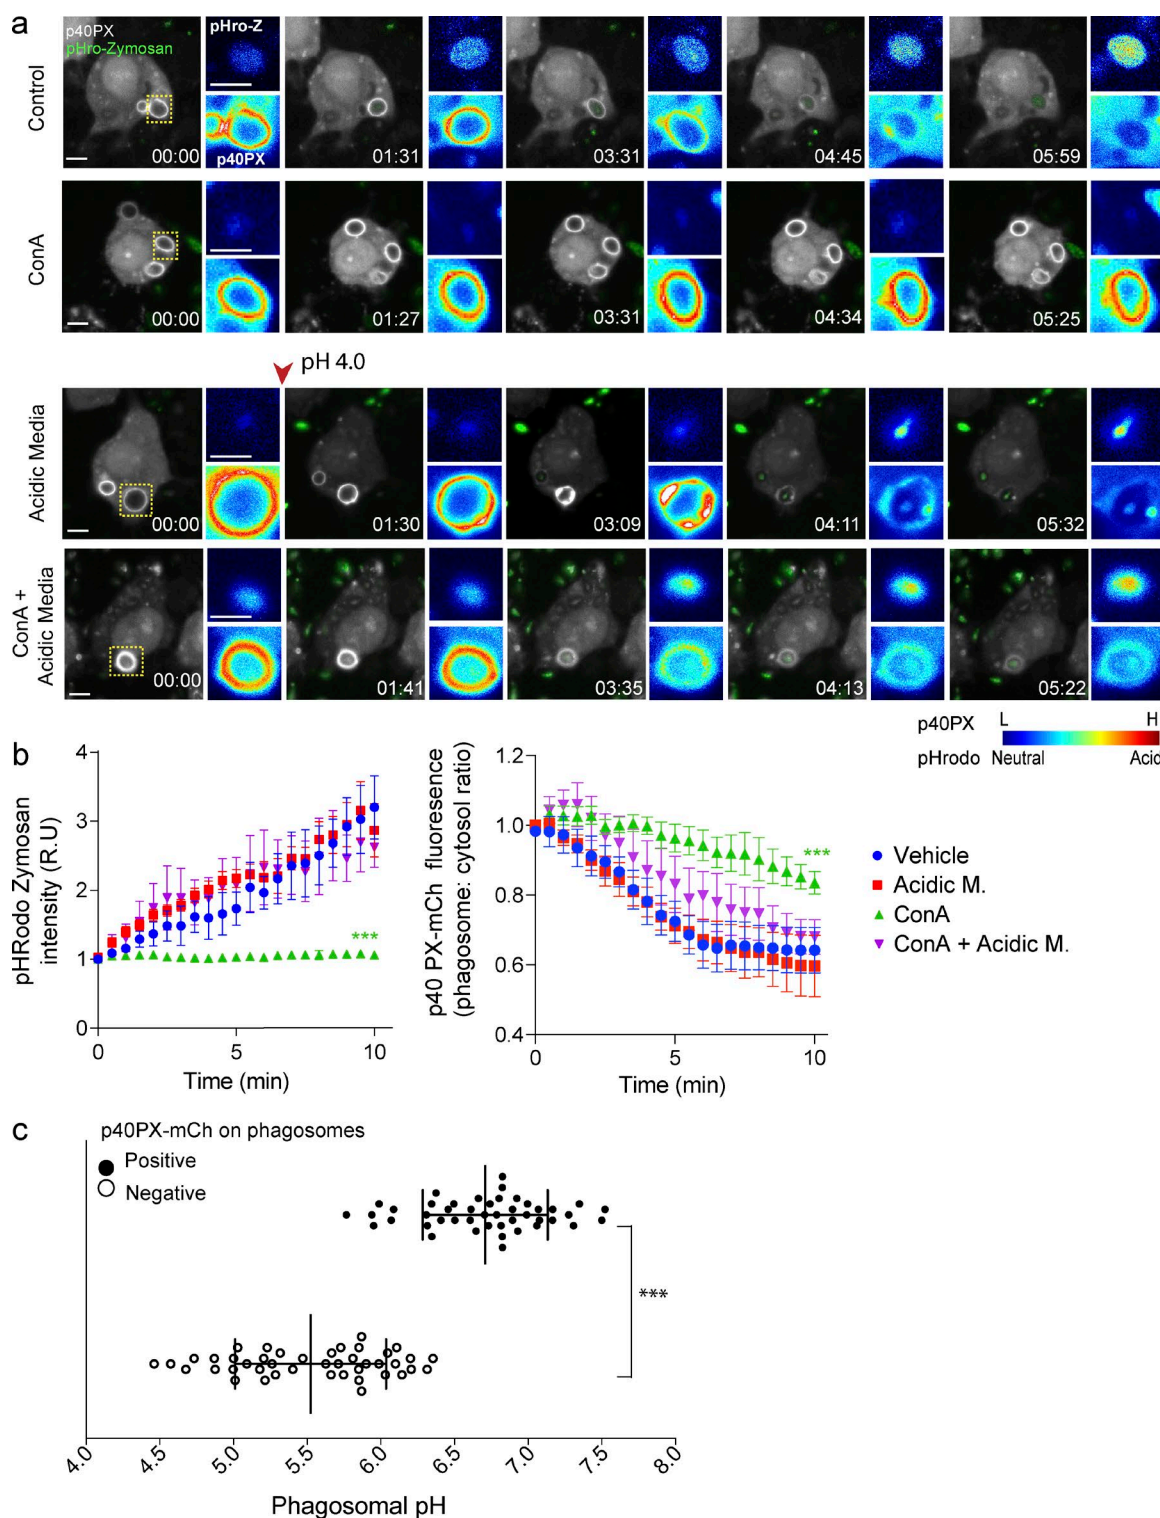 a
p40PX
pHro-Zymosan
pHro-Z
p40PX
Control
00:00
01:31
03:31
04:45
05:59
ConA
00:00
01:27
03:31
04:34
05:25
pH 4.0
Acidic Media
00:00
01:30
03:09
04:11
05:32
ConA +
Acidic Media
00:00
01:41
03:35
04:13
05:22
p40PX
L
H
pHrodo
Neutral
Acid
b
pHRodo Zymosan
intensity (R.U)
4
3
2
1
0
***
0
5
10
Time (min)
p40 PX-mCh fluoresence
(phagosome: cytosol ratio)
1.2
1.0
0.8
0.6
0.4
***
0
5
10
Time (min)
Vehicle
Acidic M.
ConA
ConA + Acidic M.
c
p40PX-mCh on phagosomes
Positive
Negative
***
4.0
4.5
5.0
5.5
6.0
6.5
7.0
7.5
8.0
Phagosomal pH